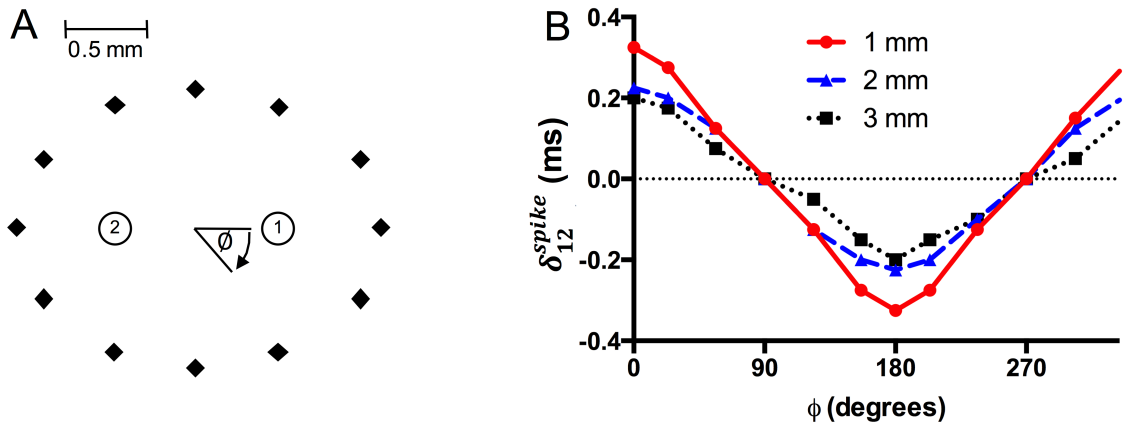 A
0.5 mm
2
1
Ø
B
δ₁₂ˢᵖⁱᵏᵉ (ms)
0.4
0.2
0.0
-0.2
-0.4
1 mm
2 mm
3 mm
0
90
180
270
ϕ (degrees)